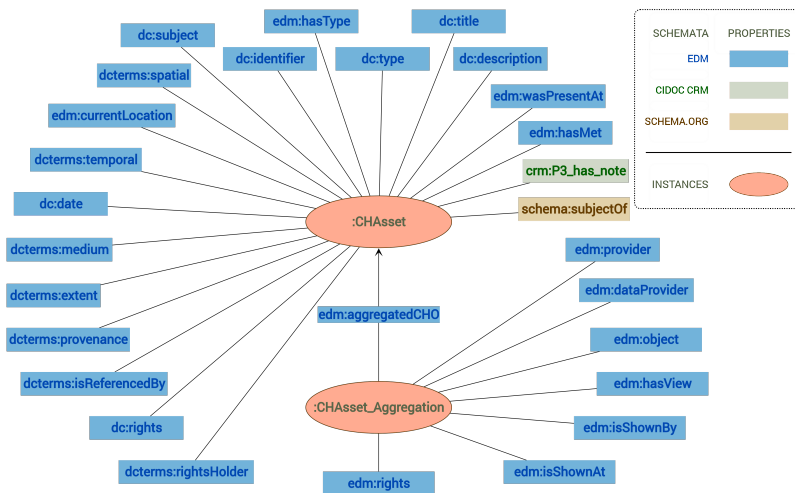 edm:hasType
dc:title
dc:subject
dc:identifier
dc:type
dc:description
dcterms:spatial
edm:wasPresentAt
edm:currentLocation
edm:hasMet
dcterms:temporal
crm:P3_has_note
dc:date
schema:subjectOf
:CHAsset
dcterms:medium
edm:provider
dcterms:extent
edm:dataProvider
edm:aggregatedCHO
dcterms:provenance
edm:object
dcterms:isReferencedBy
edm:hasView
:CHAsset_Aggregation
dc:rights
edm:isShownBy
dcterms:rightsHolder
edm:isShownAt
edm:rights
SCHEMATA PROPERTIES
EDM
CIDOC CRM
SCHEMA.ORG
INSTANCES